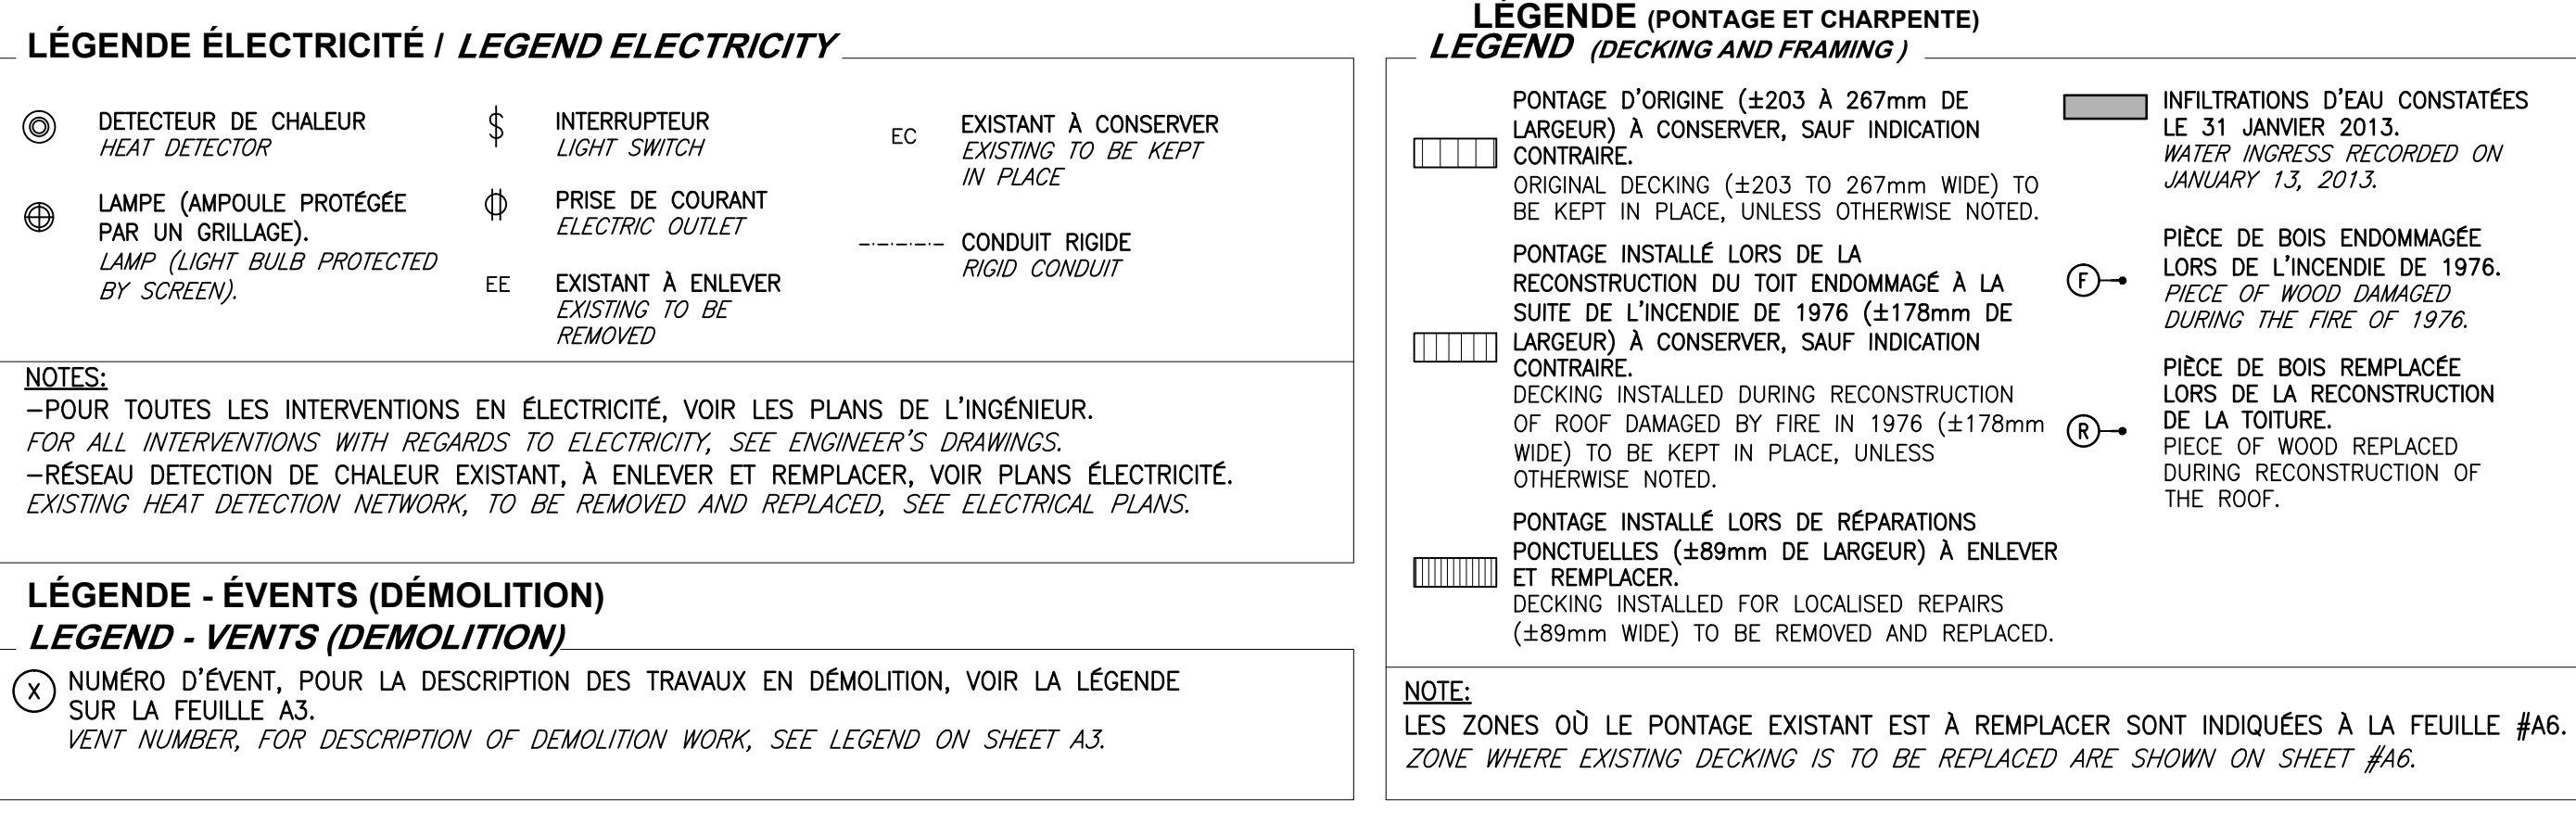 LÉGENDE ÉLECTRICITÉ / LEGEND ELECTRICITY
DETECTEUR DE CHALEUR
HEAT DETECTOR
LAMPE (AMPOULE PROTÉGÉE
PAR UN GRILLAGE).
LAMP (LIGHT BULB PROTECTED
BY SCREEN).
$
INTERRUPTEUR
LIGHT SWITCH
PRISE DE COURANT
ELECTRIC OUTLET
EE EXISTANT À ENLEVER
EXISTING TO BE
REMOVED
EC EXISTANT À CONSERVER
EXISTING TO BE KEPT
IN PLACE
CONDUIT RIGIDE
RIGID CONDUIT
NOTES:
-POUR TOUTES LES INTERVENTIONS EN ÉLECTRICITÉ, VOIR LES PLANS DE L'INGÉNIEUR.
FOR ALL INTERVENTIONS WITH REGARDS TO ELECTRICITY, SEE ENGINEER'S DRAWINGS.
-RÉSEAU DETECTION DE CHALEUR EXISTANT, À ENLEVER ET REMPLACER, VOIR PLANS ÉLECTRICITÉ.
EXISTING HEAT DETECTION NETWORK, TO BE REMOVED AND REPLACED, SEE ELECTRICAL PLANS.
LÉGENDE - ÉVENTS (DÉMOLITION)
LEGEND - VENTS (DEMOLITION)
X NUMÉRO D'ÉVENT, POUR LA DESCRIPTION DES TRAVAUX EN DÉMOLITION, VOIR LA LÉGENDE
SUR LA FEUILLE A3.
VENT NUMBER, FOR DESCRIPTION OF DEMOLITION WORK, SEE LEGEND ON SHEET A3.
LÉGENDE (PONTAGE ET CHARPENTE)
LEGEND (DECKING AND FRAMING )
PONTAGE D'ORIGINE (±203 À 267mm DE
LARGEUR) À CONSERVER, SAUF INDICATION
CONTRAIRE.
ORIGINAL DECKING (±203 TO 267mm WIDE) TO
BE KEPT IN PLACE, UNLESS OTHERWISE NOTED.
PONTAGE INSTALLÉ LORS DE LA
RECONSTRUCTION DU TOIT ENDOMMAGÉ À LA
SUITE DE L'INCENDIE DE 1976 (±178mm DE
LARGEUR) À CONSERVER, SAUF INDICATION
CONTRAIRE.
DECKING INSTALLED DURING RECONSTRUCTION
OF ROOF DAMAGED BY FIRE IN 1976 (±178mm
WIDE) TO BE KEPT IN PLACE, UNLESS
OTHERWISE NOTED.
PONTAGE INSTALLÉ LORS DE RÉPARATIONS
PONCTUELLES (±89mm DE LARGEUR) À ENLEVER
ET REMPLACER.
DECKING INSTALLED FOR LOCALISED REPAIRS
(±89mm WIDE) TO BE REMOVED AND REPLACED.
INFILTRATIONS D'EAU CONSTATÉES
LE 31 JANVIER 2013.
WATER INGRESS RECORDED ON
JANUARY 13, 2013.
PIÈCE DE BOIS ENDOMMAGÉE
F LORS DE L'INCENDIE DE 1976.
PIECE OF WOOD DAMAGED
DURING THE FIRE OF 1976.
PIÈCE DE BOIS REMPLACÉE
LORS DE LA RECONSTRUCTION
R DE LA TOITURE.
PIECE OF WOOD REPLACED
DURING RECONSTRUCTION OF
THE ROOF.
NOTE:
LES ZONES OÙ LE PONTAGE EXISTANT EST À REMPLACER SONT INDIQUÉES À LA FEUILLE #A6.
ZONE WHERE EXISTING DECKING IS TO BE REPLACED ARE SHOWN ON SHEET #A6.